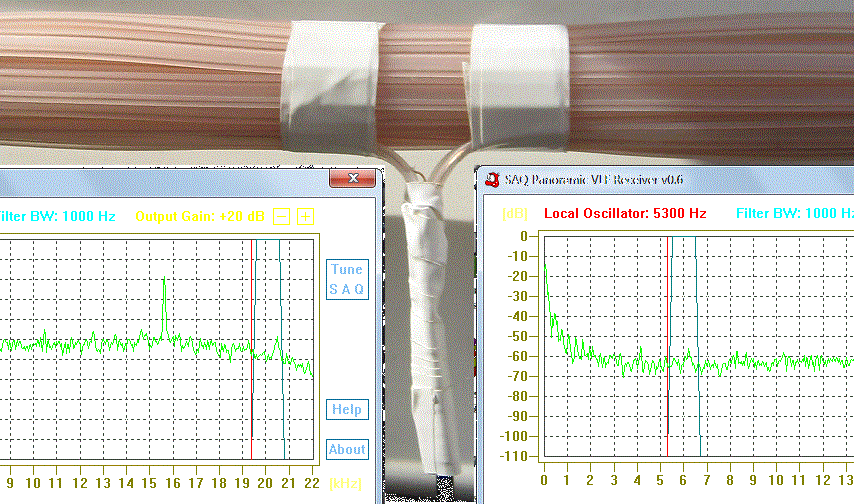 SAQ Panoramic VLF Receiver v0.6
Filter BW: 1000 Hz Output Gain: +20 dB - +
[dB] Local Oscillator: 5300 Hz Filter BW: 1000 Hz
Tune
S A Q
Help
About
9 10 11 12 13 14 15 16 17 18 19 20 21 22 [kHz]
0
-10
-20
-30
-40
-50
-60
-70
-80
-90
-100
-110
0 1 2 3 4 5 6 7 8 9 10 11 12 13